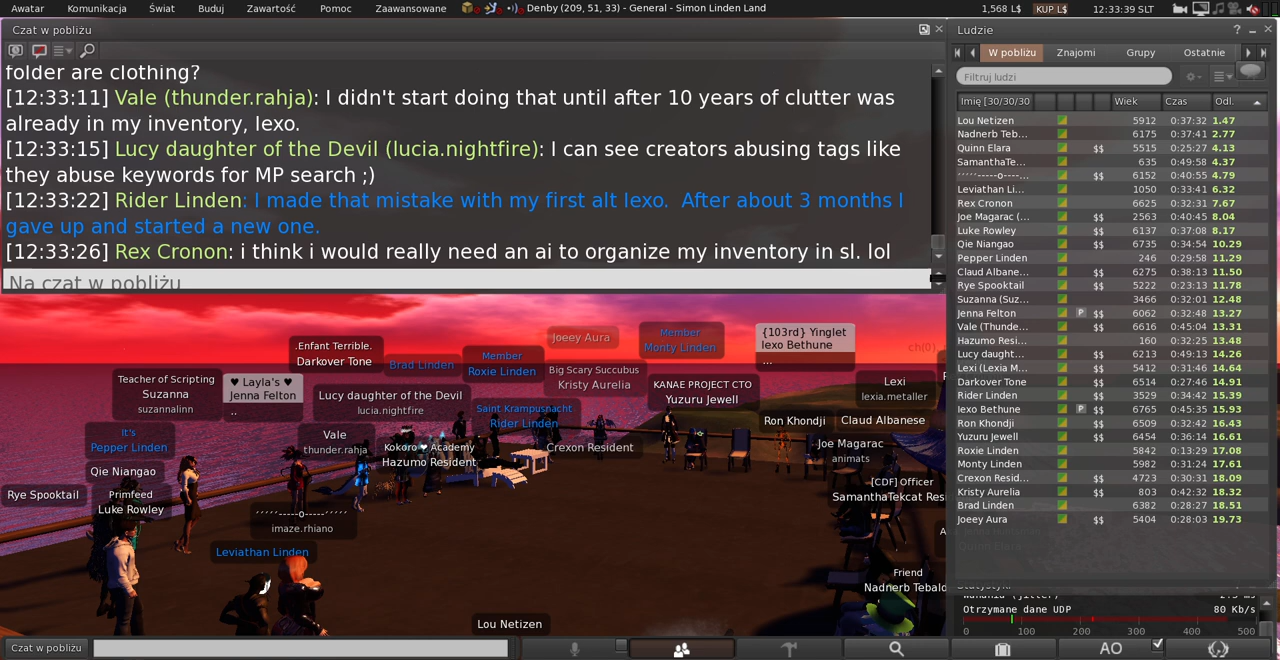 Awatar Komunikacja Świat Buduj Zawartość Pomoc Zaawansowane Denby (209, 51, 33) - General - Simon Linden Land 1,568 L$ KUP L$ 12:33:39 SLT
Czat w pobliżu
folder are clothing?
[12:33:11] Vale (thunder.rahja): I didn't start doing that until after 10 years of clutter was
already in my inventory, Iexo.
[12:33:15] Lucy daughter of the Devil (lucia.nightfire): I can see creators abusing tags like
they abuse keywords for MP search ;)
[12:33:22] Rider Linden: I made that mistake with my first alt Iexo.  After about 3 months I
gave up and started a new one.
[12:33:26] Rex Cronon: i think i would really need an ai to organize my inventory in sl. lol
Na czat w pobliżu
Joeey Aura
Member
Monty Linden
{103rd} Yinglet
Iexo Bethune
...
.Enfant Terrible.
Darkover Tone
Brad Linden
Member
Roxie Linden
Big Scary Succubus
Kristy Aurelia
KANAE PROJECT CTO
Yuzuru Jewell
Lexi
lexia.metaller
Teacher of Scripting
Suzanna
suzannalinn
♥ Layla's ♥
Jenna Felton
..
Lucy daughter of the Devil
lucia.nightfire
Saint Krampusnacht
Rider Linden
Ron Khondji
Claud Albanese
It's
Pepper Linden
Vale
thunder.rahja
Kokoro ♥ Academy
Hazumo Resident
Crexon Resident
Joe Magarac
animats
Qie Niangao
Rye Spooktail
Primfeed
Luke Rowley
[CDF] Officer
SamanthaTekcat Resi
´´´´´-----o-----´´´´´
imaze.rhiano
Leviathan Linden
Friend
Nadnerb Tebald
Lou Netizen
Ludzie
W pobliżu Znajomi Grupy Ostatnie
Filtruj ludzi
Imię [30/30/30 Wiek Czas Odl.
Lou Netizen 5912 0:37:32 1.47
Nadnerb Teb... 6175 0:37:41 2.77
Quinn Elara $$ 5515 0:25:27 4.13
SamanthaTe... 635 0:49:58 4.37
´´´´´-----o----... $$ 6152 0:40:55 4.79
Leviathan Li... 1050 0:33:41 6.32
Rex Cronon 6625 0:32:31 7.67
Joe Magarac (... $$ 2563 0:40:45 8.04
Luke Rowley $$ 6137 0:37:08 8.17
Qie Niangao $$ 6735 0:34:54 10.29
Pepper Linden 246 0:29:58 11.29
Claud Albane... $$ 6275 0:38:13 11.50
Rye Spooktail $$ 5222 0:23:13 11.78
Suzanna (Suz... 3466 0:32:01 12.48
Jenna Felton P $$ 6062 0:32:48 13.27
Vale (Thunde... $$ 6616 0:45:04 13.31
Hazumo Resi... 160 0:32:25 13.48
Lucy daught... $$ 6213 0:49:13 14.26
Lexi (Lexia M... $$ 5412 0:31:46 14.64
Darkover Tone $$ 6514 0:27:46 14.91
Rider Linden $$ 3529 0:34:42 15.39
Iexo Bethune P $$ 6765 0:45:35 15.93
Ron Khondji $$ 6509 0:32:42 16.43
Yuzuru Jewell $$ 6454 0:36:14 16.61
Roxie Linden 5842 0:13:29 17.08
Monty Linden 5982 0:31:24 17.61
Crexon Resid... $$ 4723 0:30:31 18.09
Kristy Aurelia $$ 803 0:42:32 18.32
Brad Linden 6382 0:28:27 18.51
Joeey Aura $$ 5404 0:28:03 19.73
Otrzymane dane UDP 80 Kb/s
0 100 200 300 400 500
Czat w pobliżu AO